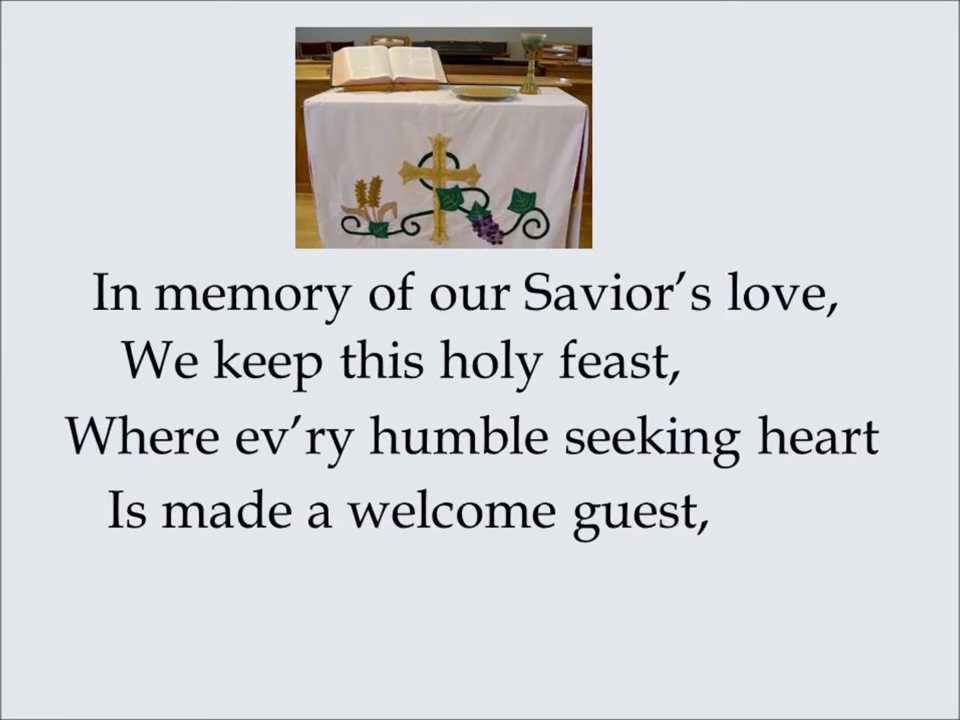 In memory of our Savior’s love,
We keep this holy feast,
Where ev’ry humble seeking heart
Is made a welcome guest,